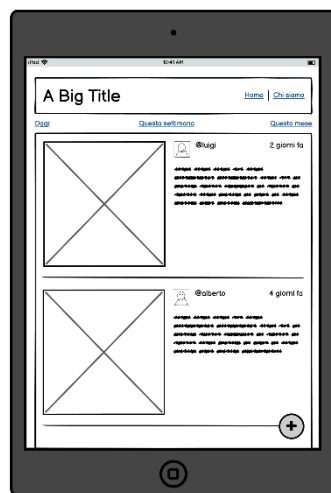 iPad 10:41 AM
A Big Title Home | Chi siamo
Oggi Questa settimana Questo mese
@luigi 2 giorni fa
@alberto 4 giorni fa
+